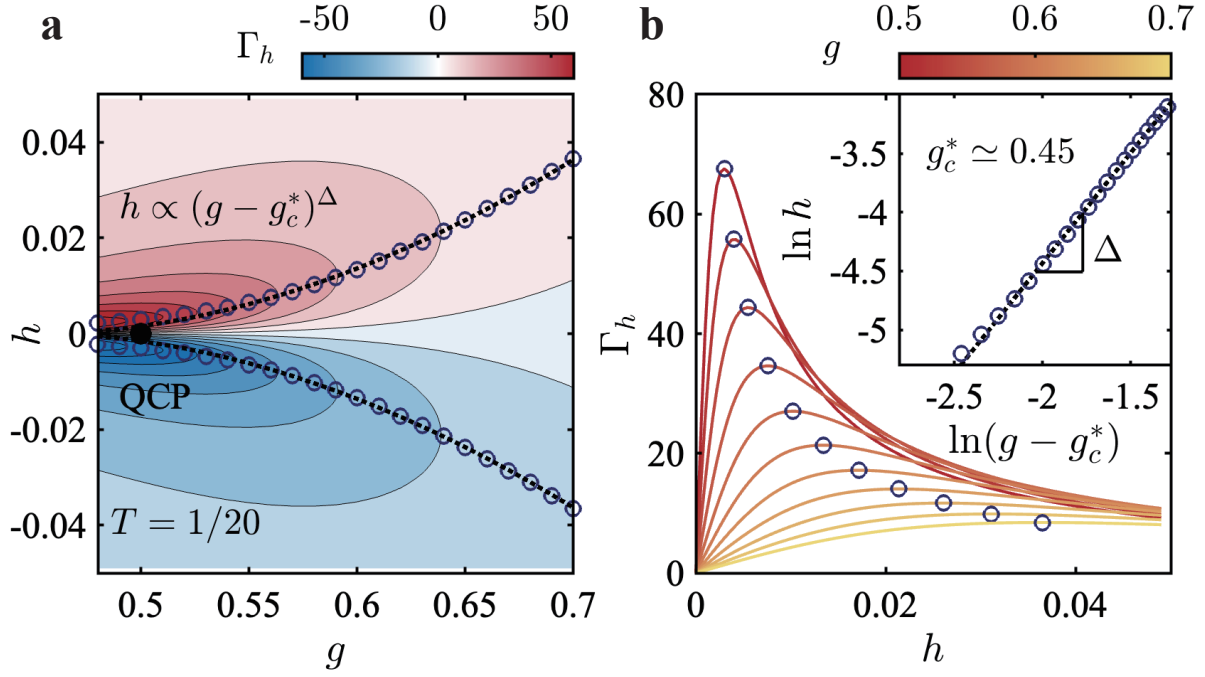 a
Γ_h
-50 0 50
h
0.04
0.02
0
-0.02
-0.04
h ∝ (g − g_c^*)^Δ
QCP
T = 1/20
0.5 0.55 0.6 0.65 0.7
g
b
g
0.5 0.6 0.7
Γ_h
80
60
40
20
0
0 0.02 0.04
h
g_c^* ≃ 0.45
ln h
-3.5
-4
-4.5
-5
Δ
-2.5 -2 -1.5
ln(g − g_c^*)